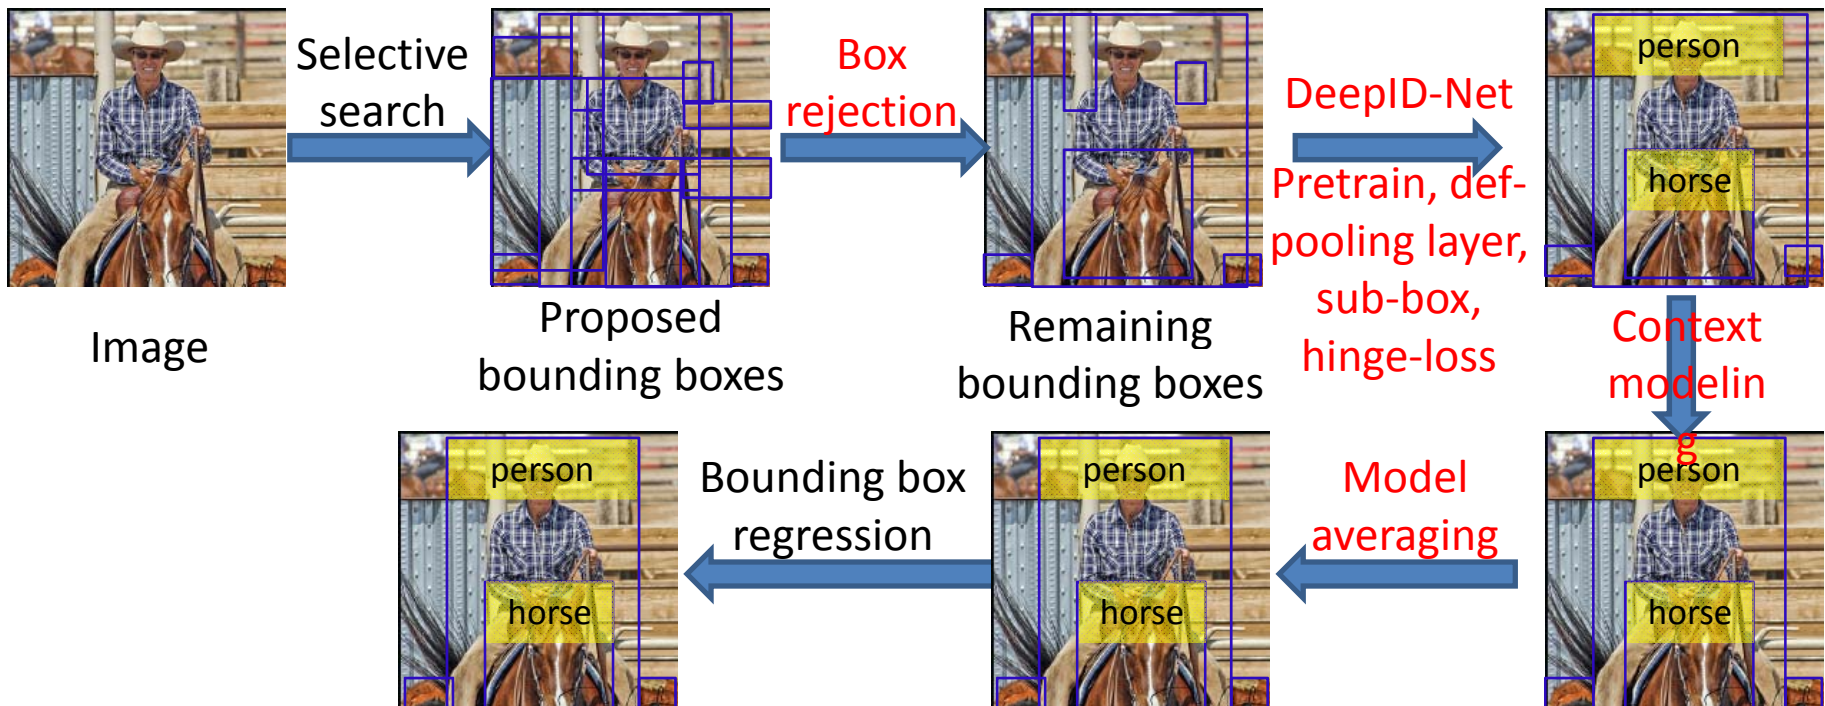 Selective
search
Box
rejection
DeepID-Net
Pretrain, def-
pooling layer,
sub-box,
hinge-loss
person
horse
Image
Proposed
bounding boxes
Remaining
bounding boxes
Context
modelin
g
person
horse
Model
averaging
person
horse
Bounding box
regression
person
horse